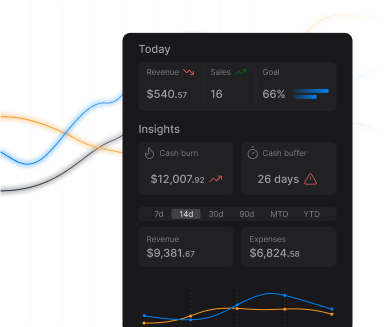 Today
Revenue Sales Goal
$540.57 16 66%
Insights
Cash burn Cash buffer
$12,007.92 26 days
7d 14d 30d 90d MTD YTD
Revenue Expenses
$9,381.67 $6,824.58